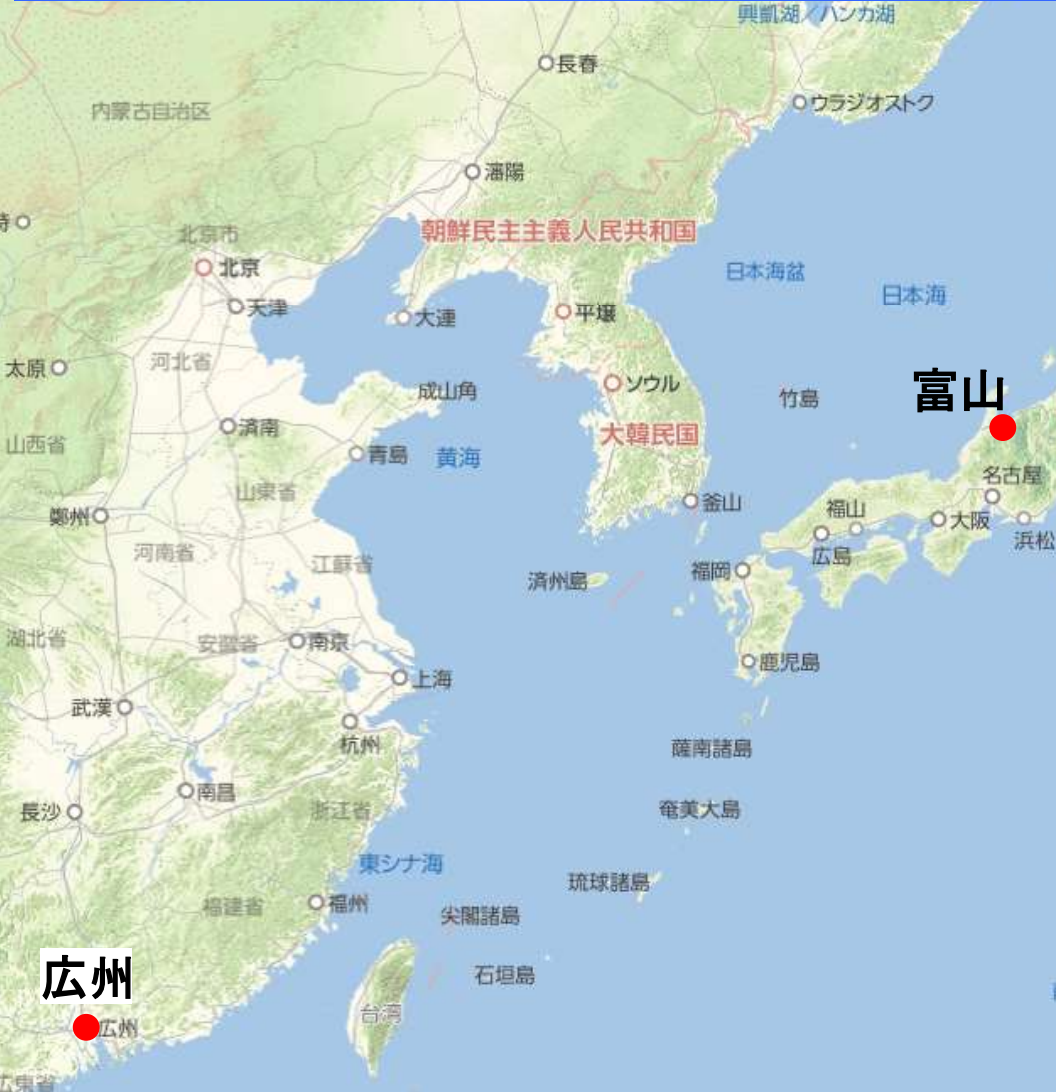 興凱湖/ハンカ湖
長春
ウラジオストク
内蒙古自治区
瀋陽
朝鮮民主主義人民共和国
北京市
北京
日本海盆
日本海
天津
大連
平壌
河北省
太原
ソウル
成山角
竹島
富山
済南
大韓民国
山西省
青島
黄海
名古屋
山東省
釜山
福山
鄭州
大阪
浜松
河南省
江蘇省
広島
福岡
済州島
湖北省
安徽省
南京
鹿児島
上海
武漢
杭州
薩南諸島
南昌
長沙
浙江省
奄美大島
東シナ海
琉球諸島
福建省
福州
尖閣諸島
広州
石垣島
台湾
広州
広東省